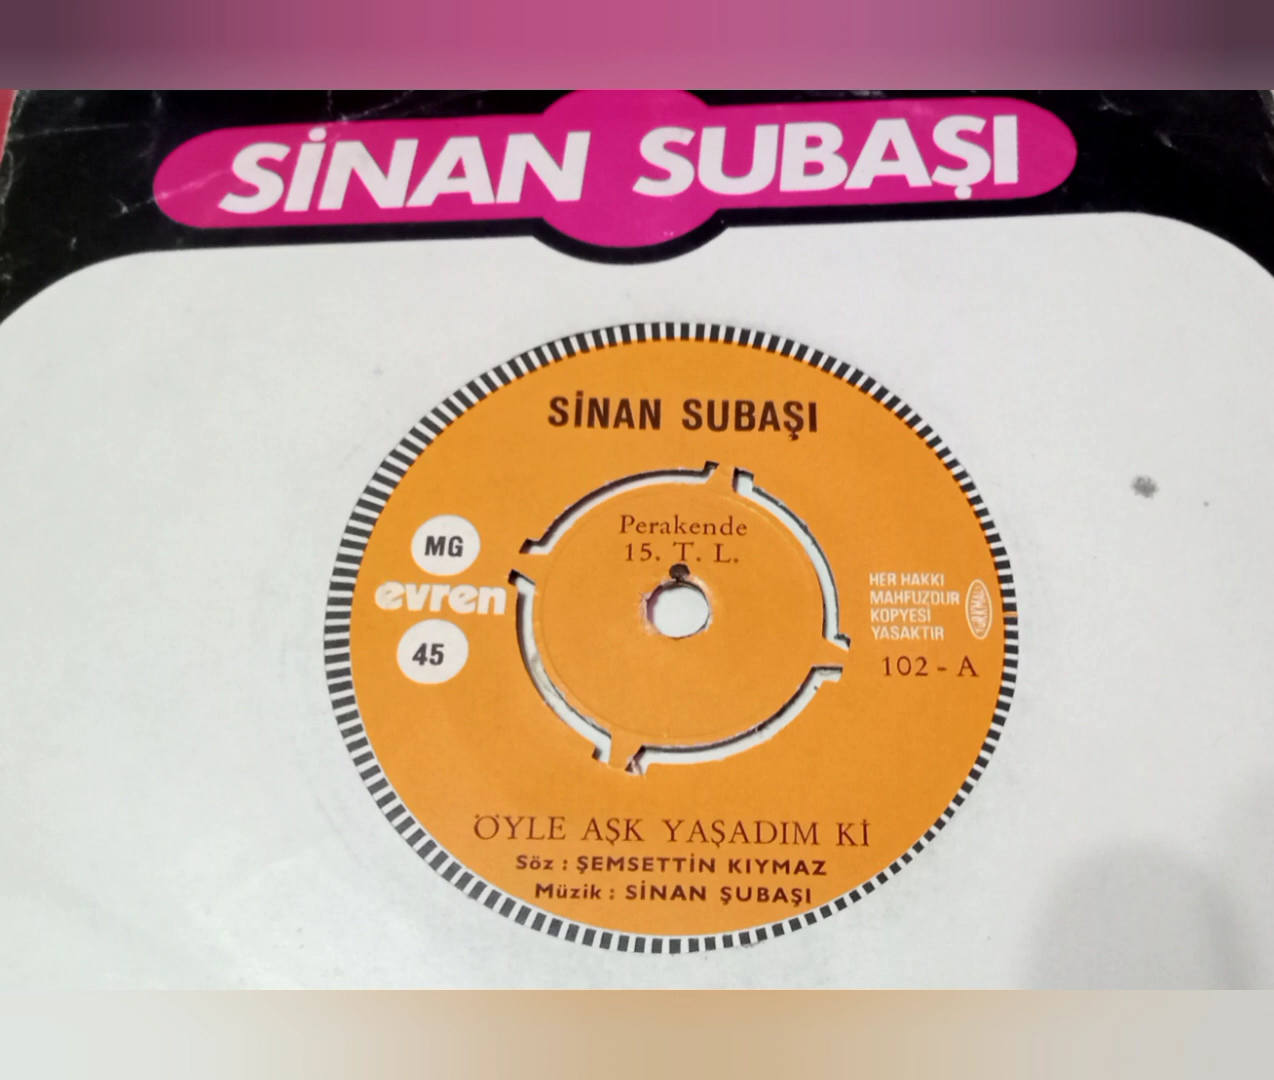 SİNAN SUBAŞI
SİNAN SUBAŞI
Perakende
15. T. L.
MG
evren
45
HER HAKKI
MAHFUZDUR
KOPYESİ
YASAKTIR
TÜRKMALI
102 - A
ÖYLE AŞK YAŞADIM Kİ
Söz : ŞEMSETTİN KIYMAZ
Müzik : SİNAN ŞUBAŞI